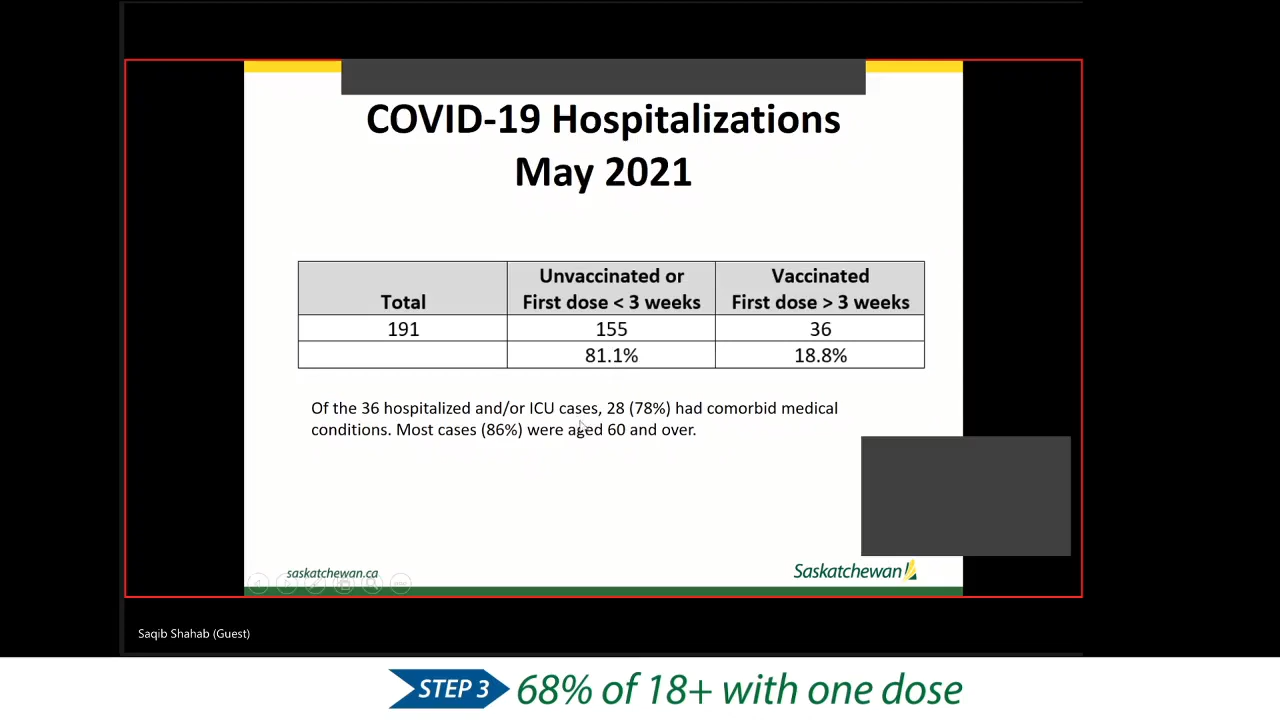 COVID-19 Hospitalizations
May 2021
Total
Unvaccinated or
First dose < 3 weeks
Vaccinated
First dose > 3 weeks
191
155
36
81.1%
18.8%
Of the 36 hospitalized and/or ICU cases, 28 (78%) had comorbid medical
conditions. Most cases (86%) were aged 60 and over.
saskatchewan.ca
Saskatchewan
Saqib Shahab (Guest)
STEP 3
68% of 18+ with one dose